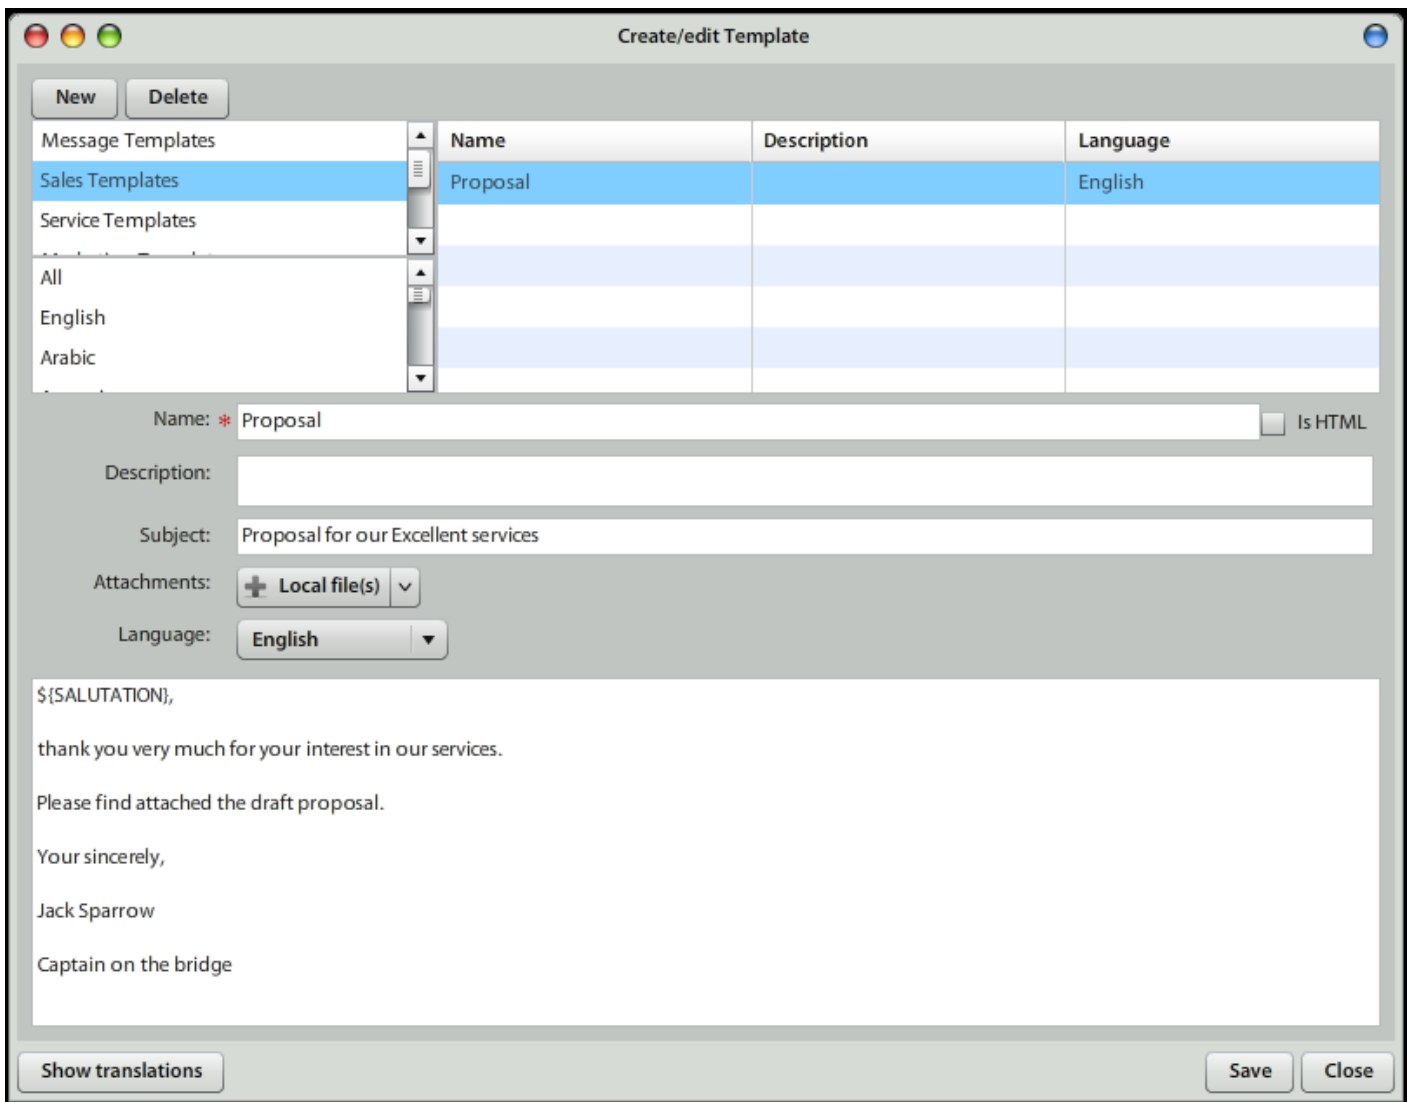 Create/edit Template
New Delete
Message Templates
Sales Templates
Service Templates
All
English
Arabic
Name Description Language
Proposal English
Name: * Proposal Is HTML
Description:
Subject: Proposal for our Excellent services
Attachments: Local file(s)
Language: English
${SALUTATION},
thank you very much for your interest in our services.
Please find attached the draft proposal.
Your sincerely,
Jack Sparrow
Captain on the bridge
Show translations Save Close